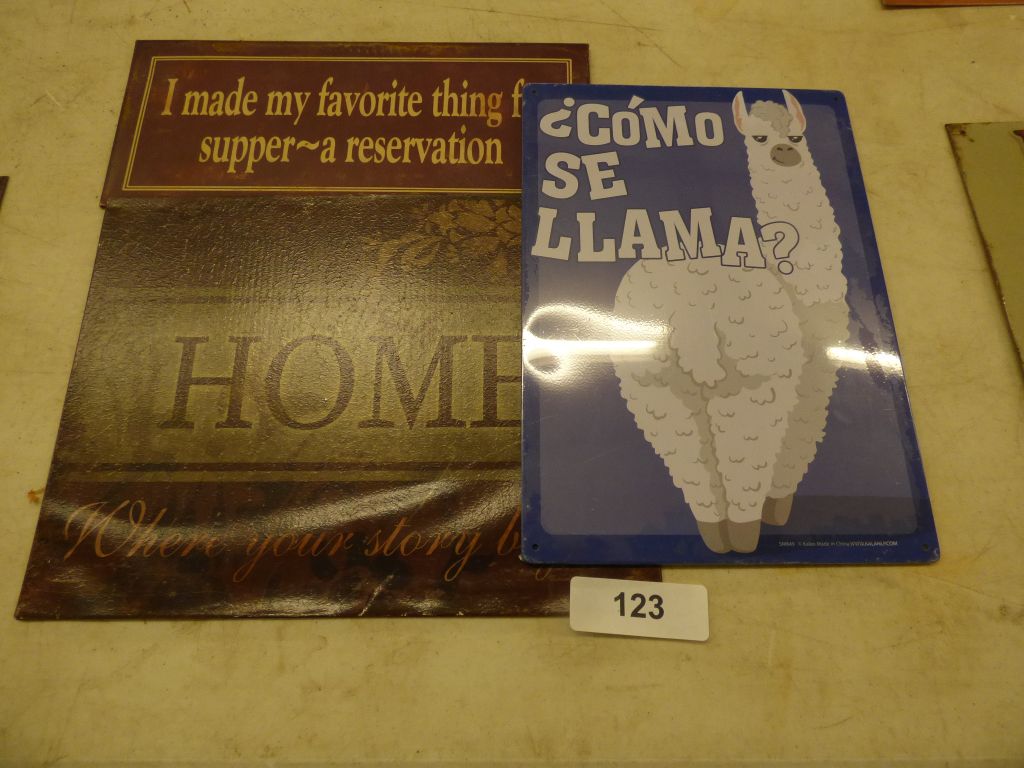 I made my favorite thing
supper~a reservation
HOME
Where your story
¿CÓMO
SE
LLAMA?
123